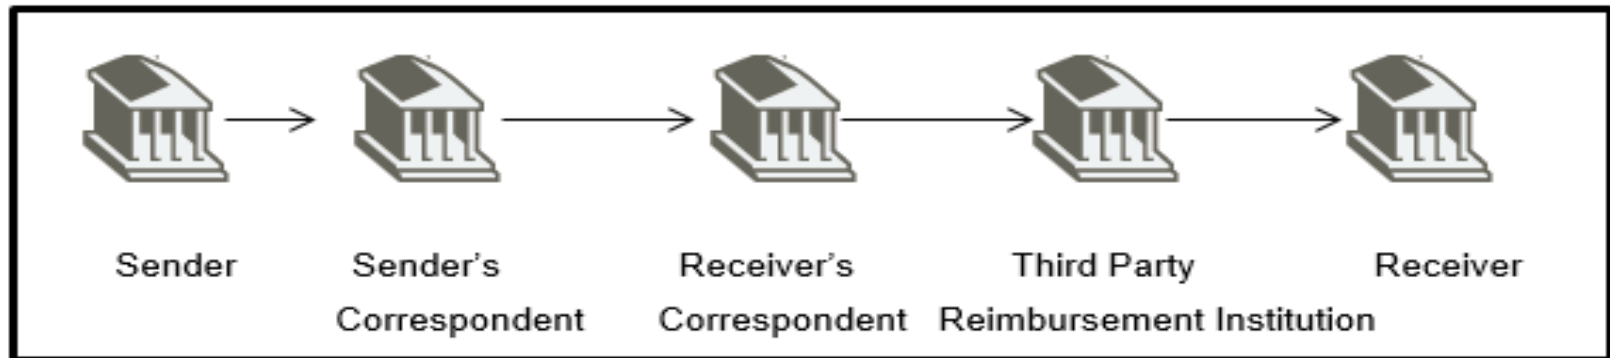 Sender
Sender's Correspondent
Receiver's Correspondent
Third Party Reimbursement Institution
Receiver